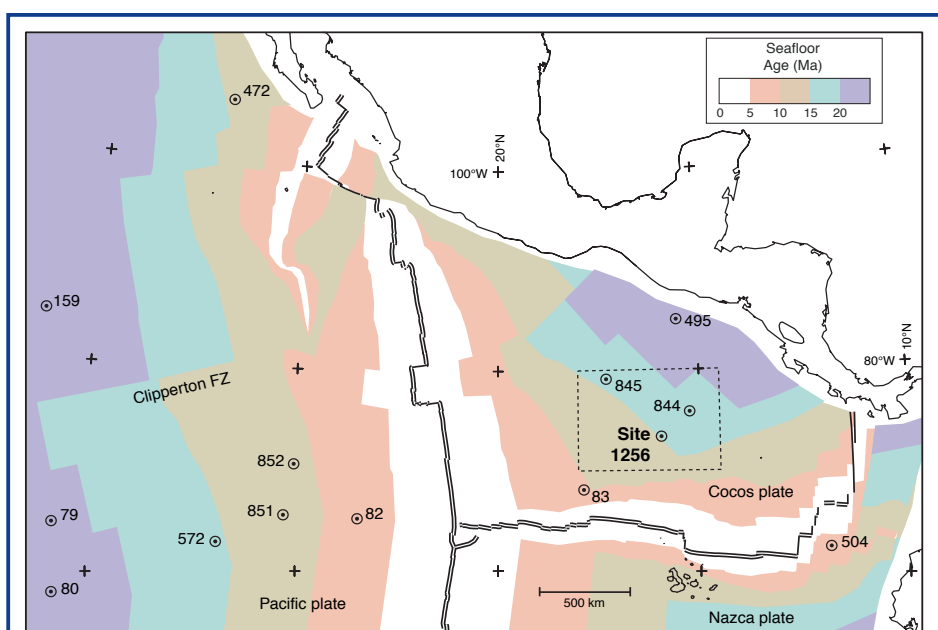 Seafloor
Age (Ma)
0 5 10 15 20
472
20°N
100°W
159
495
10°N
80°W
Clipperton FZ
845
844
Site
1256
852
83
Cocos plate
79
851
82
572
504
80
Pacific plate
500 km
Nazca plate